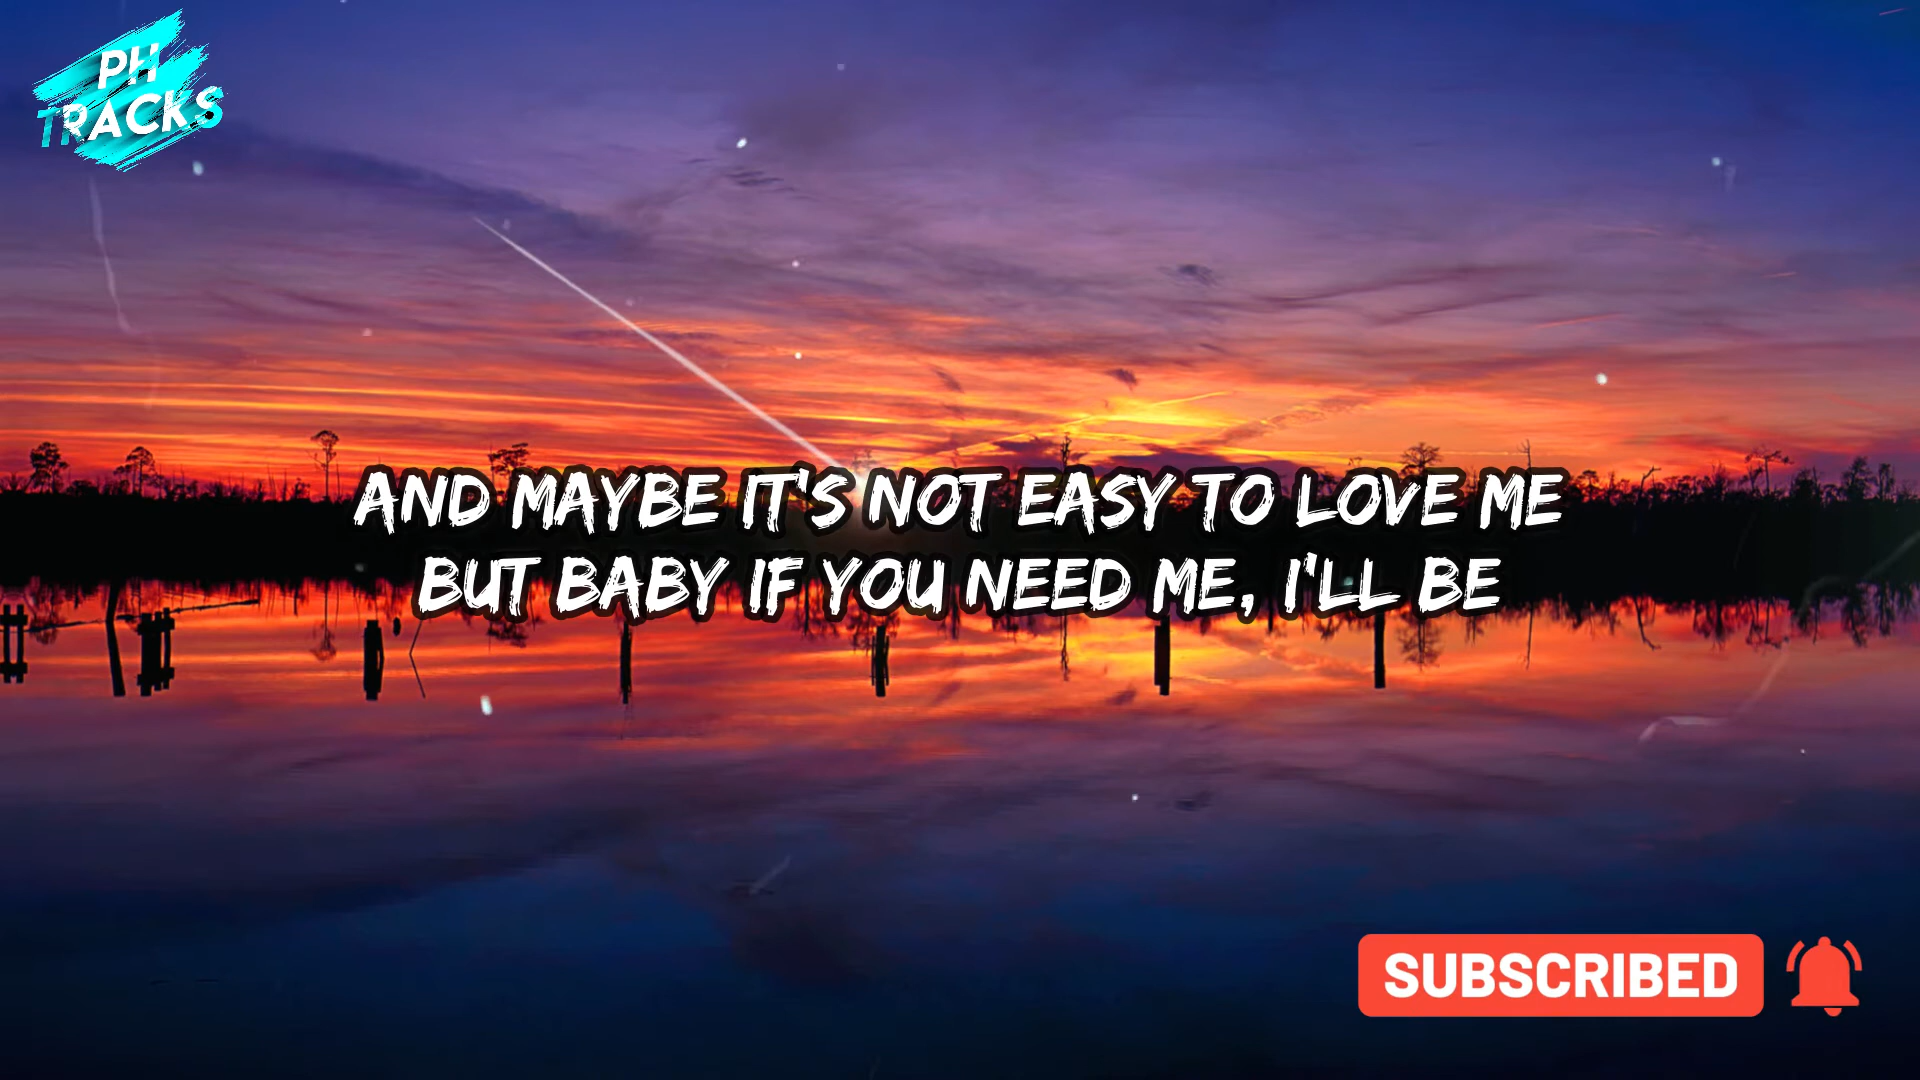 PH
TRACKS
AND MAYBE IT'S NOT EASY TO LOVE ME
BUT BABY IF YOU NEED ME, I'LL BE
SUBSCRIBED